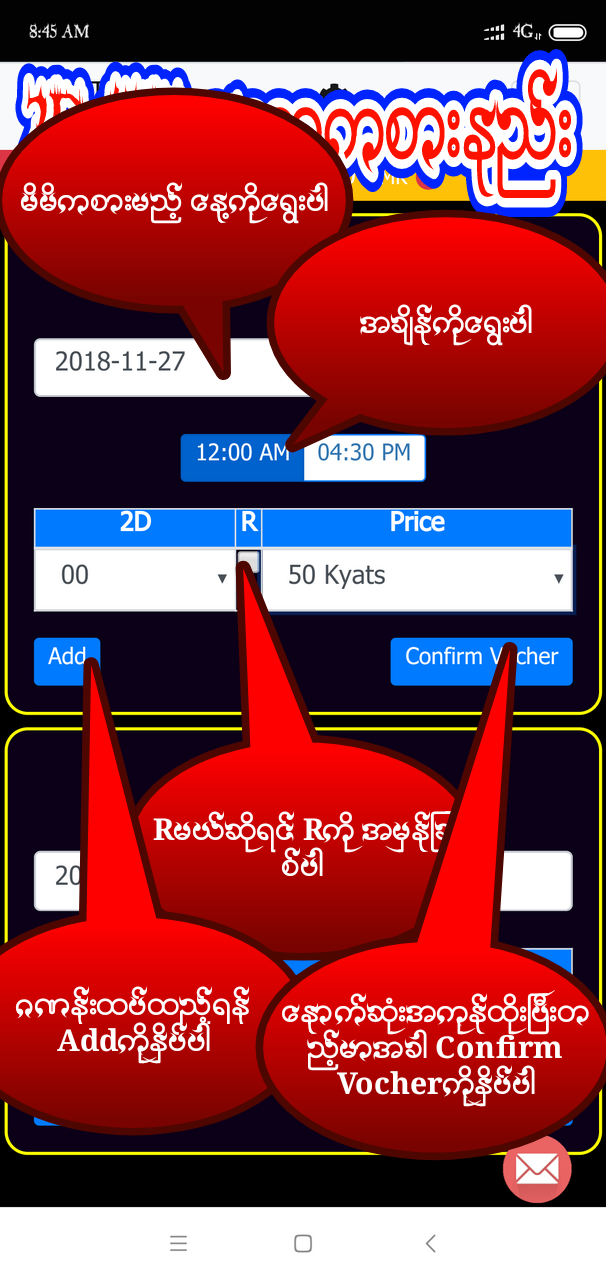 8:45 AM
4G
ကစားနည်း
မိမိကစားမည့် နေ့ကိုရွေးပါ
အချိန်ကိုရွေးပါ
2018-11-27
12:00 AM 04:30 PM
2D R Price
00 50 Kyats
Add Confirm Vocher
Rမယ်ဆိုရင် Rကို အမှန်ခြ
စ်ပါ
20
ဂဏန်းထပ်ထည့်ရန်
Addကိုနှိပ်ပါ
နောက်ဆုံးအကုန်ထိုးပြီးတ
ည့်မာအခါ Confirm
Vocherကိုနှိပ်ပါ